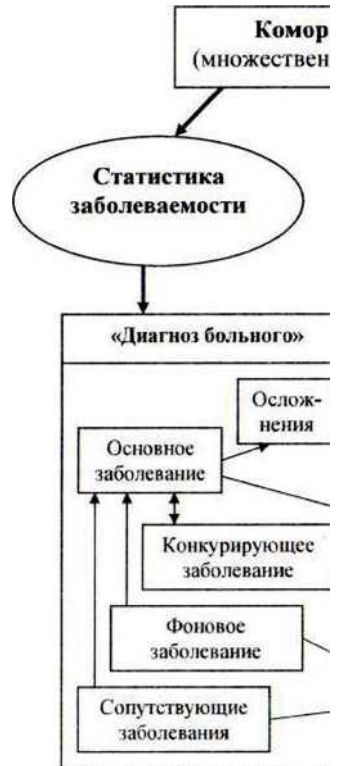 Комор
(множествен
Статистика
заболеваемости
«Диагноз больного»
Ослож-
нения
Основное
заболевание
Конкурирующее
заболевание
Фоновое
заболевание
Сопутствующие
заболевания